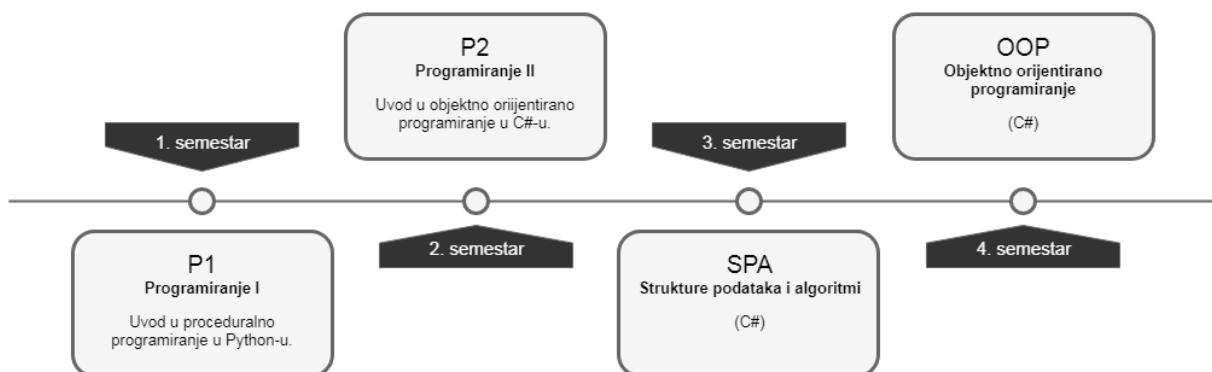 1. semestar
P1
Programiranje I
Uvod u proceduralno
programiranje u Python-u.
P2
Programiranje II
Uvod u objektno oriijentirano
programiranje u C#-u.
2. semestar
3. semestar
SPA
Strukture podataka i algoritmi
(C#)
OOP
Objektno orijentirano
programiranje
(C#)
4. semestar